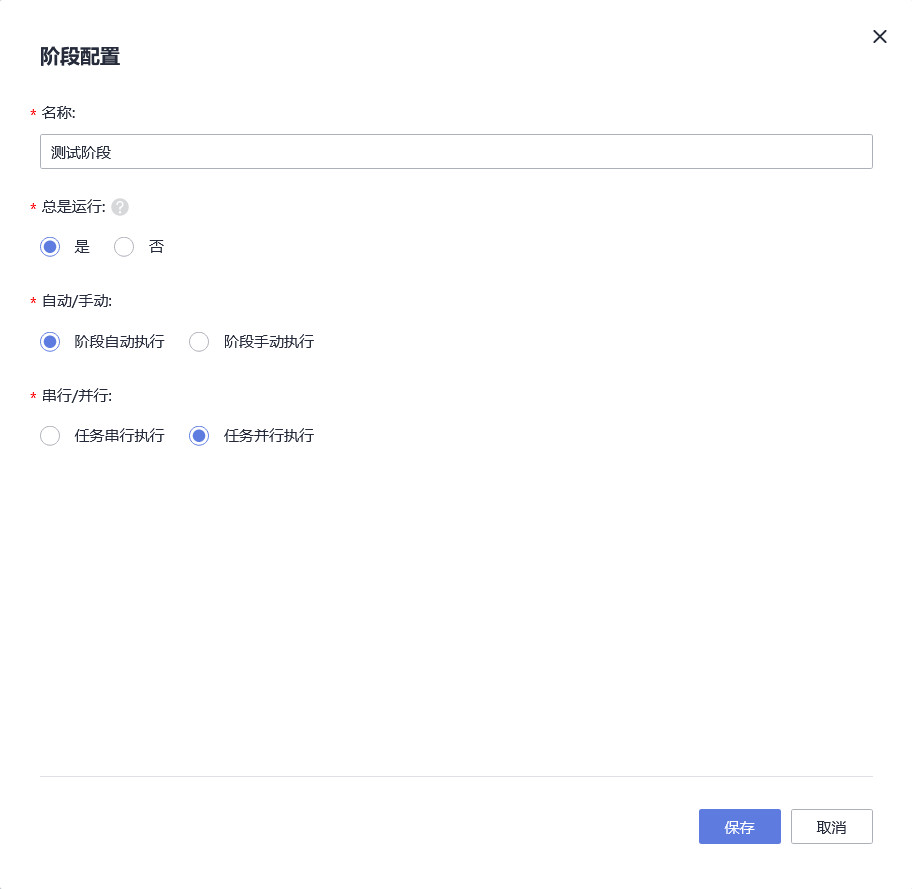 阶段配置
* 名称:
测试阶段
* 总是运行: ?
是 否
* 自动/手动:
阶段自动执行 阶段手动执行
* 串行/并行:
任务串行执行 任务并行执行
保存 取消